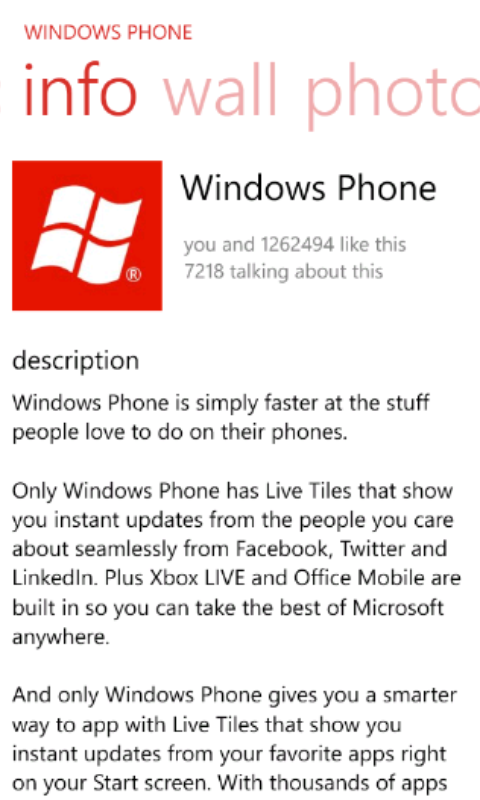 WINDOWS PHONE
info wall photo
®
Windows Phone
you and 1262494 like this
7218 talking about this
description
Windows Phone is simply faster at the stuff
people love to do on their phones.
Only Windows Phone has Live Tiles that show
you instant updates from the people you care
about seamlessly from Facebook, Twitter and
LinkedIn. Plus Xbox LIVE and Office Mobile are
built in so you can take the best of Microsoft
anywhere.
And only Windows Phone gives you a smarter
way to app with Live Tiles that show you
instant updates from your favorite apps right
on your Start screen. With thousands of apps